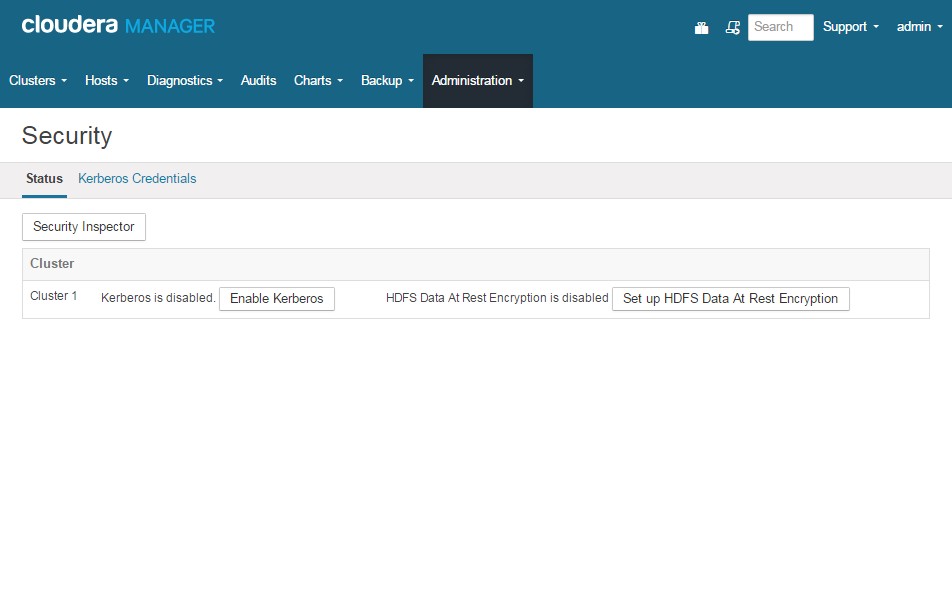 cloudera MANAGER
Search Support admin
Clusters Hosts Diagnostics Audits Charts Backup Administration
Security
Status Kerberos Credentials
Security Inspector
Cluster
Cluster 1 Kerberos is disabled. Enable Kerberos HDFS Data At Rest Encryption is disabled Set up HDFS Data At Rest Encryption